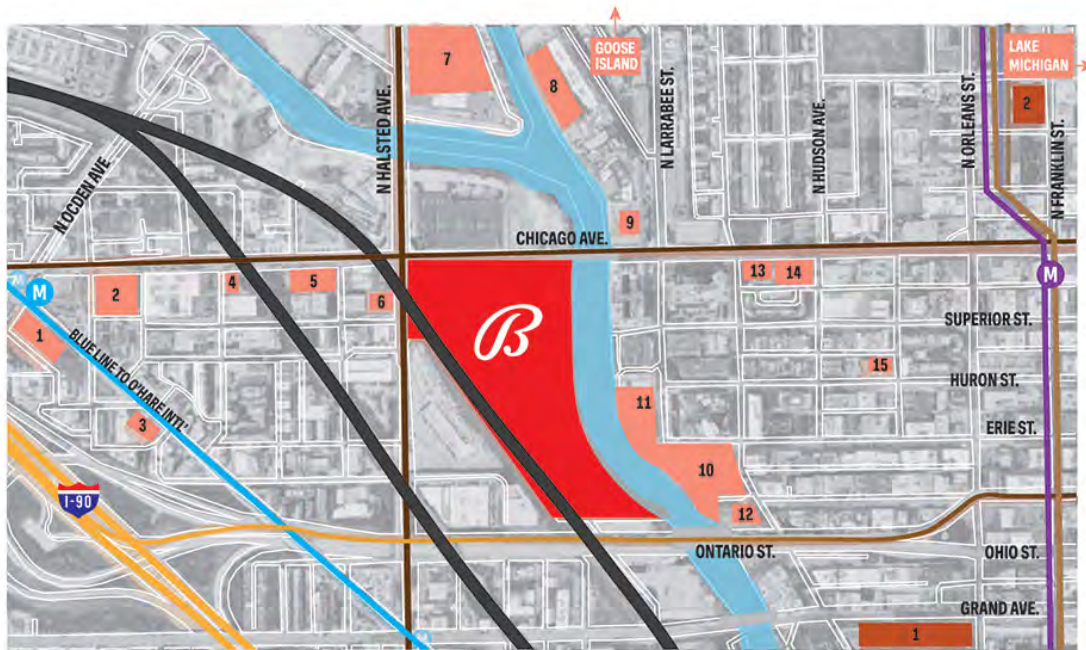 GOOSE
ISLAND
LAKE
MICHIGAN
7
8
2
N OGDEN AVE.
N HALSTED AVE.
N LARRABEE ST.
N HUDSON AVE.
N ORLEANS ST.
N FRANKLIN ST.
9
CHICAGO AVE.
M
M
1
2
4
5
6
B
13
14
SUPERIOR ST.
BLUE LINE TO O'HARE INTL'
15
HURON ST.
3
11
ERIE ST.
10
I-90
12
ONTARIO ST.
OHIO ST.
GRAND AVE.
1